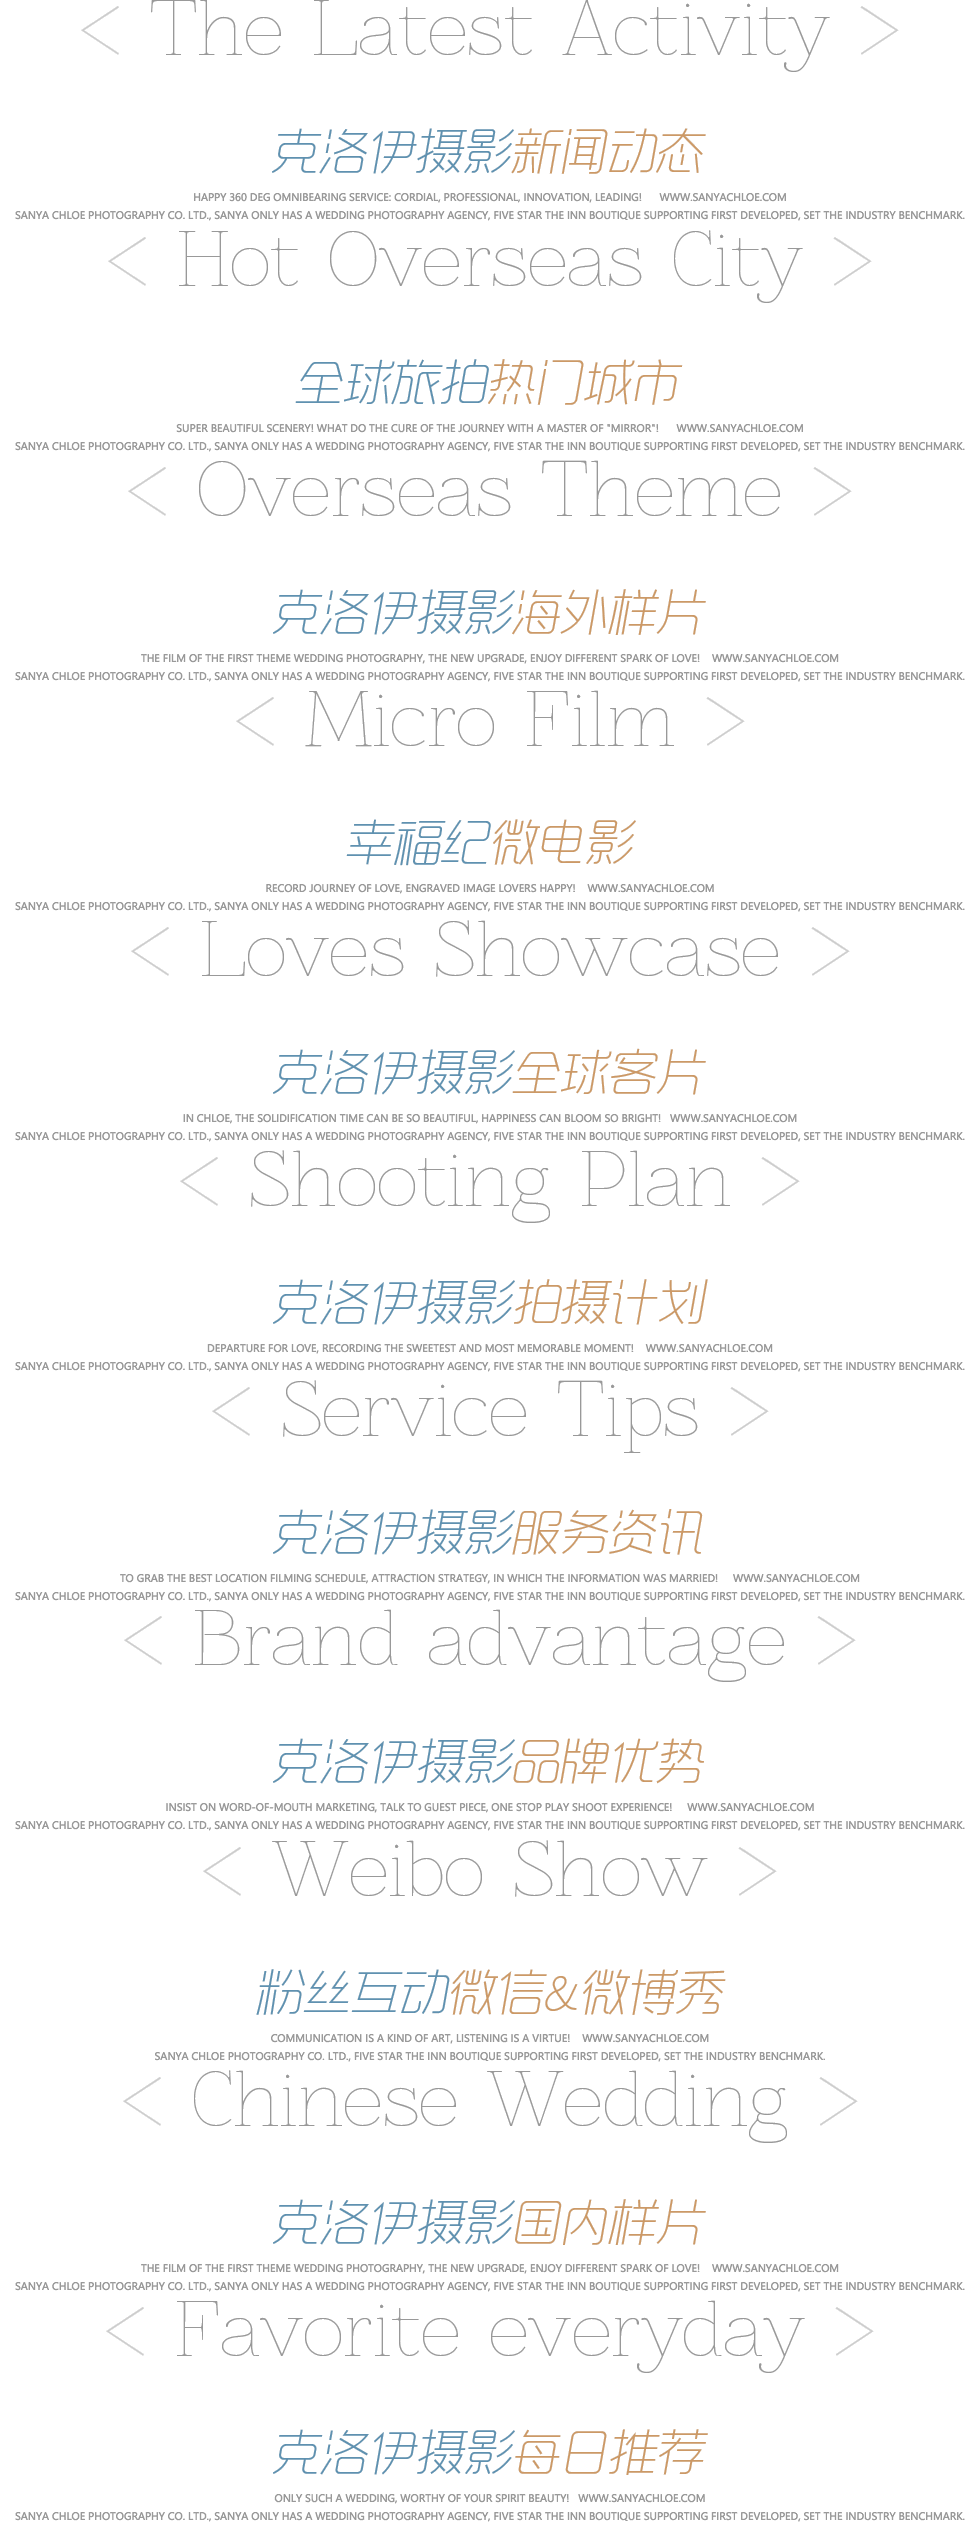 < The Latest Activity >
克洛伊摄影新闻动态
HAPPY 360 DEG OMNIBEARING SERVICE: CORDIAL, PROFESSIONAL, INNOVATION, LEADING! WWW.SANYACHLOE.COM
SANYA CHLOE PHOTOGRAPHY CO. LTD., SANYA ONLY HAS A WEDDING PHOTOGRAPHY AGENCY, FIVE STAR THE INN BOUTIQUE SUPPORTING FIRST DEVELOPED, SET THE INDUSTRY BENCHMARK.
< Hot Overseas City >
全球旅拍热门城市
SUPER BEAUTIFUL SCENERY! WHAT DO THE CURE OF THE JOURNEY WITH A MASTER OF "MIRROR"! WWW.SANYACHLOE.COM
SANYA CHLOE PHOTOGRAPHY CO. LTD., SANYA ONLY HAS A WEDDING PHOTOGRAPHY AGENCY, FIVE STAR THE INN BOUTIQUE SUPPORTING FIRST DEVELOPED, SET THE INDUSTRY BENCHMARK.
< Overseas Theme >
克洛伊摄影海外样片
THE FILM OF THE FIRST THEME WEDDING PHOTOGRAPHY, THE NEW UPGRADE, ENJOY DIFFERENT SPARK OF LOVE! WWW.SANYACHLOE.COM
SANYA CHLOE PHOTOGRAPHY CO. LTD., SANYA ONLY HAS A WEDDING PHOTOGRAPHY AGENCY, FIVE STAR THE INN BOUTIQUE SUPPORTING FIRST DEVELOPED, SET THE INDUSTRY BENCHMARK.
< Micro Film >
幸福纪微电影
RECORD JOURNEY OF LOVE, ENGRAVED IMAGE LOVERS HAPPY! WWW.SANYACHLOE.COM
SANYA CHLOE PHOTOGRAPHY CO. LTD., SANYA ONLY HAS A WEDDING PHOTOGRAPHY AGENCY, FIVE STAR THE INN BOUTIQUE SUPPORTING FIRST DEVELOPED, SET THE INDUSTRY BENCHMARK.
< Loves Showcase >
克洛伊摄影全球客片
IN CHLOE, THE SOLIDIFICATION TIME CAN BE SO BEAUTIFUL, HAPPINESS CAN BLOOM SO BRIGHT! WWW.SANYACHLOE.COM
SANYA CHLOE PHOTOGRAPHY CO. LTD., SANYA ONLY HAS A WEDDING PHOTOGRAPHY AGENCY, FIVE STAR THE INN BOUTIQUE SUPPORTING FIRST DEVELOPED, SET THE INDUSTRY BENCHMARK.
< Shooting Plan >
克洛伊摄影拍摄计划
DEPARTURE FOR LOVE, RECORDING THE SWEETEST AND MOST MEMORABLE MOMENT! WWW.SANYACHLOE.COM
SANYA CHLOE PHOTOGRAPHY CO. LTD., SANYA ONLY HAS A WEDDING PHOTOGRAPHY AGENCY, FIVE STAR THE INN BOUTIQUE SUPPORTING FIRST DEVELOPED, SET THE INDUSTRY BENCHMARK.
< Service Tips >
克洛伊摄影服务资讯
TO GRAB THE BEST LOCATION FILMING SCHEDULE, ATTRACTION STRATEGY, IN WHICH THE INFORMATION WAS MARRIED! WWW.SANYACHLOE.COM
SANYA CHLOE PHOTOGRAPHY CO. LTD., SANYA ONLY HAS A WEDDING PHOTOGRAPHY AGENCY, FIVE STAR THE INN BOUTIQUE SUPPORTING FIRST DEVELOPED, SET THE INDUSTRY BENCHMARK.
< Brand advantage >
克洛伊摄影品牌优势
INSIST ON WORD-OF-MOUTH MARKETING, TALK TO GUEST PIECE, ONE STOP PLAY SHOOT EXPERIENCE! WWW.SANYACHLOE.COM
SANYA CHLOE PHOTOGRAPHY CO. LTD., SANYA ONLY HAS A WEDDING PHOTOGRAPHY AGENCY, FIVE STAR THE INN BOUTIQUE SUPPORTING FIRST DEVELOPED, SET THE INDUSTRY BENCHMARK.
< Weibo Show >
粉丝互动微信&微博秀
COMMUNICATION IS A KIND OF ART, LISTENING IS A VIRTUE! WWW.SANYACHLOE.COM
SANYA CHLOE PHOTOGRAPHY CO. LTD., FIVE STAR THE INN BOUTIQUE SUPPORTING FIRST DEVELOPED, SET THE INDUSTRY BENCHMARK.
< Chinese Wedding >
克洛伊摄影国内样片
THE FILM OF THE FIRST THEME WEDDING PHOTOGRAPHY, THE NEW UPGRADE, ENJOY DIFFERENT SPARK OF LOVE! WWW.SANYACHLOE.COM
SANYA CHLOE PHOTOGRAPHY CO. LTD., SANYA ONLY HAS A WEDDING PHOTOGRAPHY AGENCY, FIVE STAR THE INN BOUTIQUE SUPPORTING FIRST DEVELOPED, SET THE INDUSTRY BENCHMARK.
< Favorite everyday >
克洛伊摄影每日推荐
ONLY SUCH A WEDDING, WORTHY OF YOUR SPIRIT BEAUTY! WWW.SANYACHLOE.COM
SANYA CHLOE PHOTOGRAPHY CO. LTD., SANYA ONLY HAS A WEDDING PHOTOGRAPHY AGENCY, FIVE STAR THE INN BOUTIQUE SUPPORTING FIRST DEVELOPED, SET THE INDUSTRY BENCHMARK.